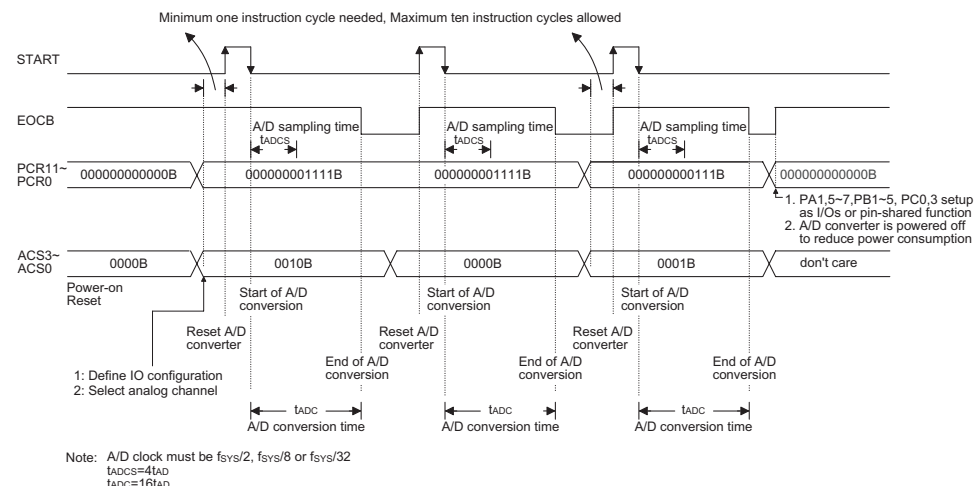 Minimum one instruction cycle needed, Maximum ten instruction cycles allowed
START
EOCB
A/D sampling time
tADCS
A/D sampling time
tADCS
A/D sampling time
tADCS
PCR11~
PCR0
000000000000B
000000001111B
000000001111B
000000000111B
000000000000B
1. PA1,5~7,PB1~5, PC0,3 setup
as I/Os or pin-shared function
2. A/D converter is powered off
to reduce power consumption
ACS3~
ACS0
0000B
0010B
0000B
0001B
don't care
Power-on
Reset
Start of A/D
conversion
Start of A/D
conversion
Start of A/D
conversion
Reset A/D
converter
Reset A/D
converter
Reset A/D
converter
End of A/D
conversion
End of A/D
conversion
End of A/D
conversion
1: Define IO configuration
2: Select analog channel
tADC
A/D conversion time
tADC
A/D conversion time
tADC
A/D conversion time
Note: A/D clock must be fSYS/2, fSYS/8 or fSYS/32
tADCS=4tAD
tADC=16tAD